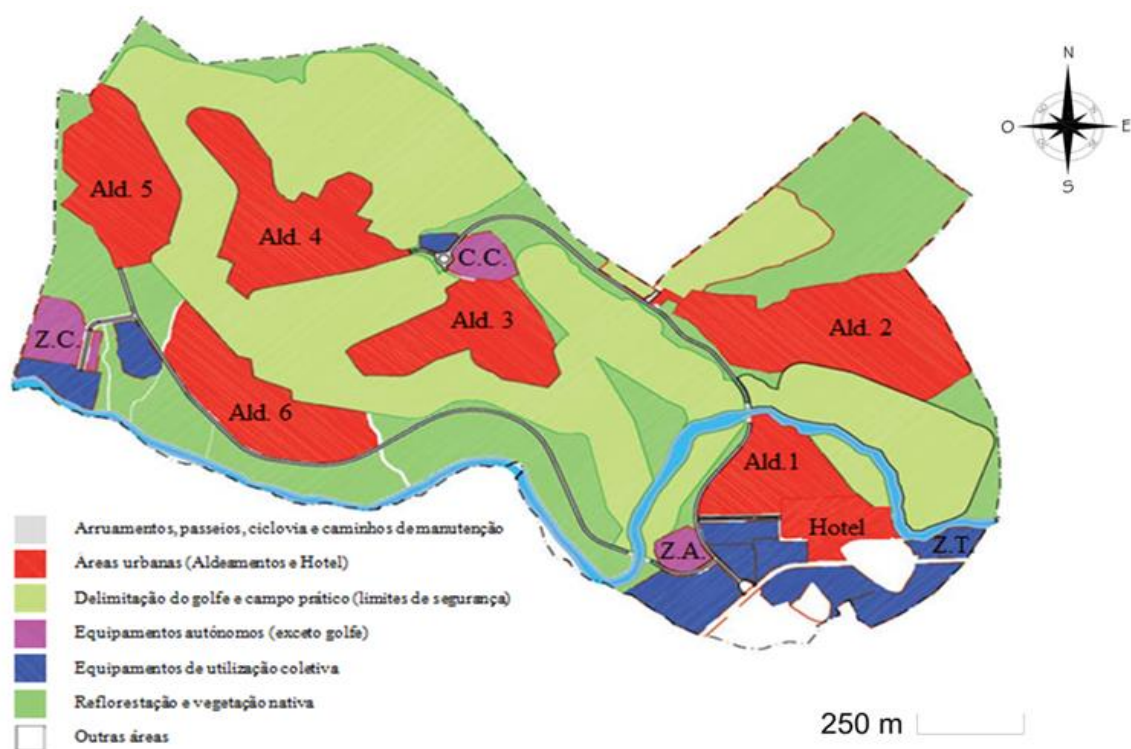 N
O
E
S
Ald. 5
Ald. 4
C.C.
Ald. 3
Ald. 2
Z.C.
Ald. 6
Ald.1
Hotel
Z.A.
Z.T.
Arruamentos, passeios, ciclovia e caminhos de manutenção
Áreas urbanas (Aldeamentos e Hotel)
Delimitação do golfe e campo prático (limites de segurança)
Equipamentos autónomos (exceto golfe)
Equipamentos de utilização coletiva
Reflorestação e vegetação nativa
Outras áreas
250 m